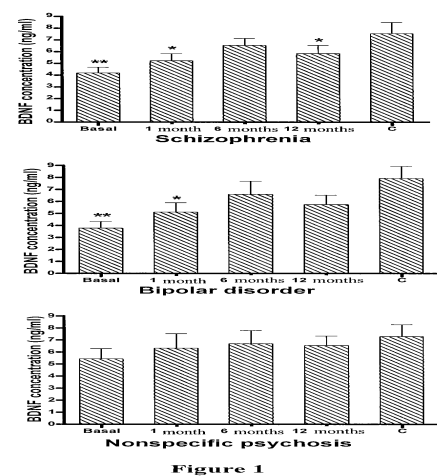 BDNF concentration (ng/ml)
9
8
7
6
5
4
3
2
1
0
** * *
Basal 1 month 6 months 12 months C
Schizophrenia
BDNF concentration (ng/ml)
9
8
7
6
5
4
3
2
1
0
** *
Basal 1 month 6 months 12 months C
Bipolar disorder
BDNF concentration (ng/ml)
9
8
7
6
5
4
3
2
1
0
Basal 1 month 6 months 12 months C
Nonspecific psychosis
Figure 1